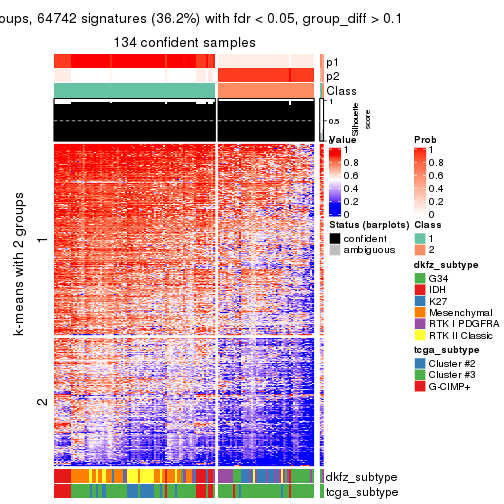 oups, 64742 signatures (36.2%) with fdr < 0.05, group_diff > 0.1
134 confident samples
p1
p2
Class
1
0.5
0
Silhouette
score
k-means with 2 groups
1
2
Value
1
0.8
0.6
0.4
0.2
0
Prob
1
0.8
0.6
0.4
0.2
0
Status (barplots)
confident
ambiguous
Class
1
2
dkfz_subtype
G34
IDH
K27
Mesenchymal
RTK I PDGFRA
RTK II Classic
tcga_subtype
Cluster #2
Cluster #3
G-CIMP+
dkfz_subtype
tcga_subtype